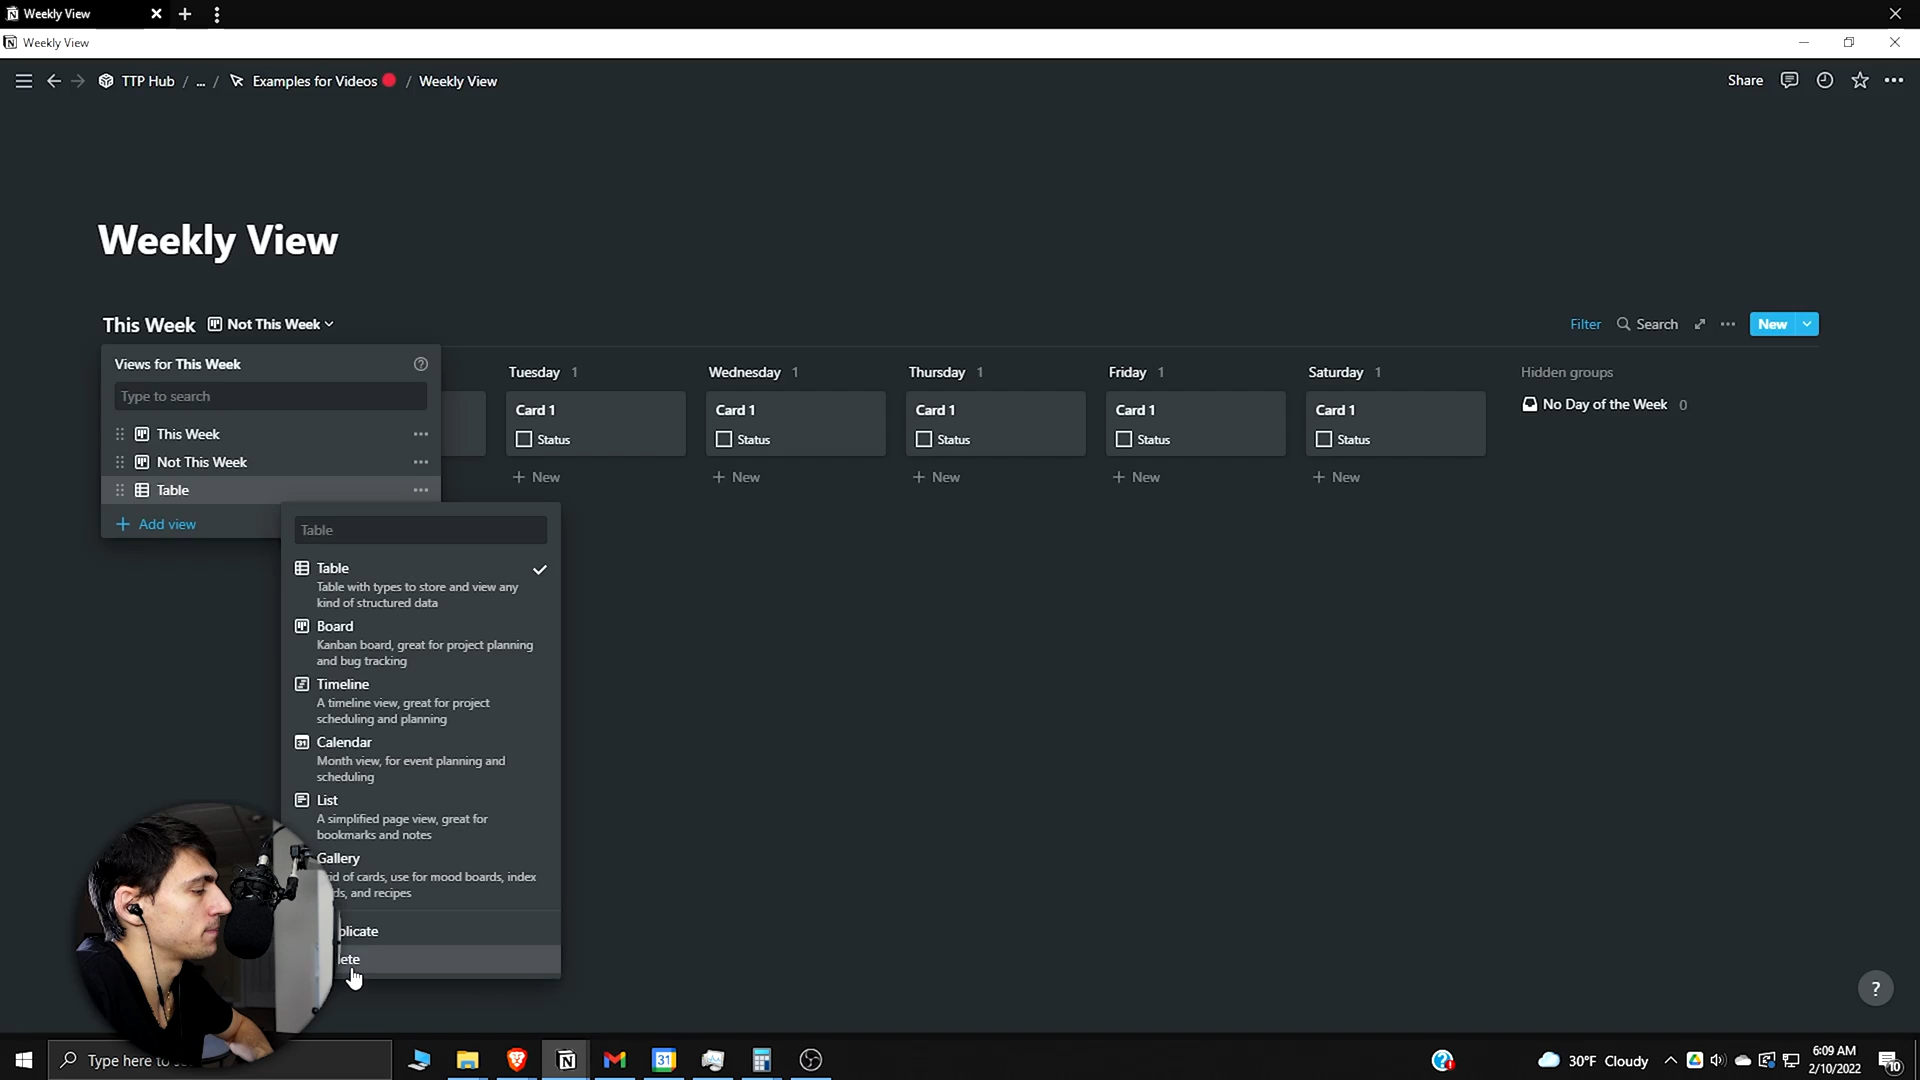 Weekly View
Weekly View
TTP Hub / ... / Examples for Videos / Weekly View
Share
Weekly View
This Week Not This Week
Filter Search New
Views for This Week
Type to search
This Week
Not This Week
Table
Add view
Tuesday 1
Card 1
Status
New
Wednesday 1
Card 1
Status
New
Thursday 1
Card 1
Status
New
Friday 1
Card 1
Status
New
Saturday 1
Card 1
Status
New
Hidden groups
No Day of the Week 0
Table
Table
Table with types to store and view any
kind of structured data
Board
Kanban board, great for project planning
and bug tracking
Timeline
A timeline view, great for project
scheduling and planning
Calendar
Month view, for event planning and
scheduling
List
A simplified page view, great for
bookmarks and notes
Gallery
of cards, use for mood boards, index
and recipes
?
Type here to
31
30°F Cloudy
6:09 AM
2/10/2022
10